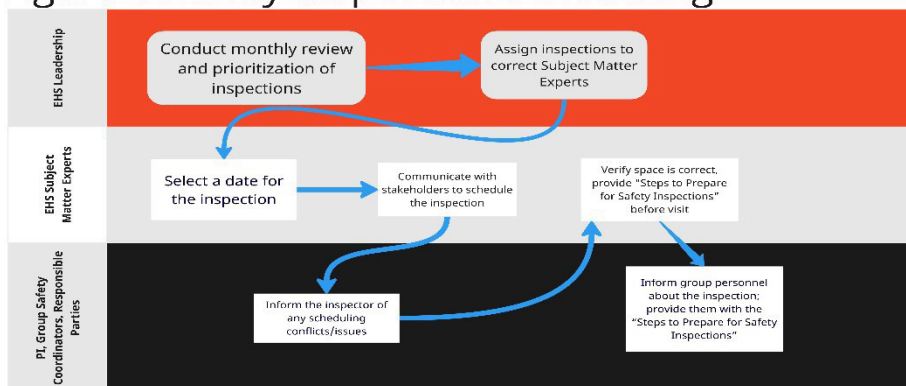 EHS Leadership
Conduct monthly review
and prioritization of
inspections
Assign inspections to
correct Subject Matter
Experts
EHS Subject
Matter Experts
Select a date for
the inspection
Communicate with
stakeholders to schedule
the inspection
Verify space is correct,
provide "Steps to Prepare
for Safety Inspections"
before visit
PI, Group Safety
Coordinators, Responsible
Parties
Inform the inspector of
any scheduling
conflicts/issues
Inform group personnel
about the inspection;
provide them with the
“Steps to Prepare for Safety
Inspections”